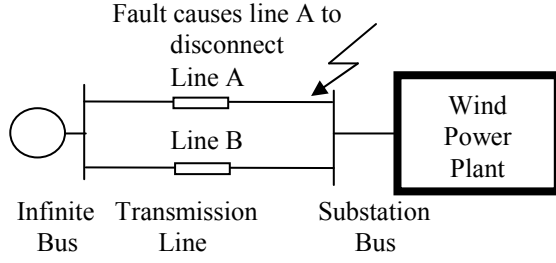 Fault causes line A to
disconnect
Line A
Line B
Wind
Power
Plant
Infinite
Bus
Transmission
Line
Substation
Bus